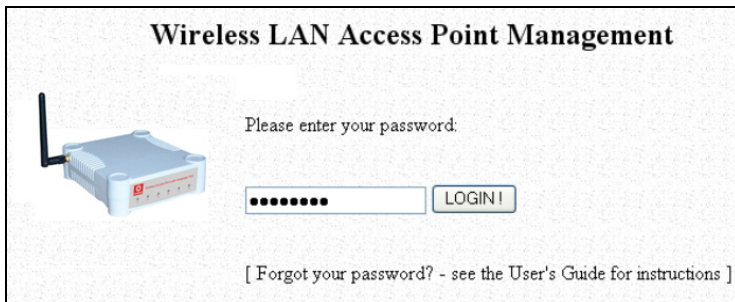 Wireless LAN Access Point Management
Please enter your password:
●●●●●●●● LOGIN !
[ Forgot your password? - see the User's Guide for instructions ]